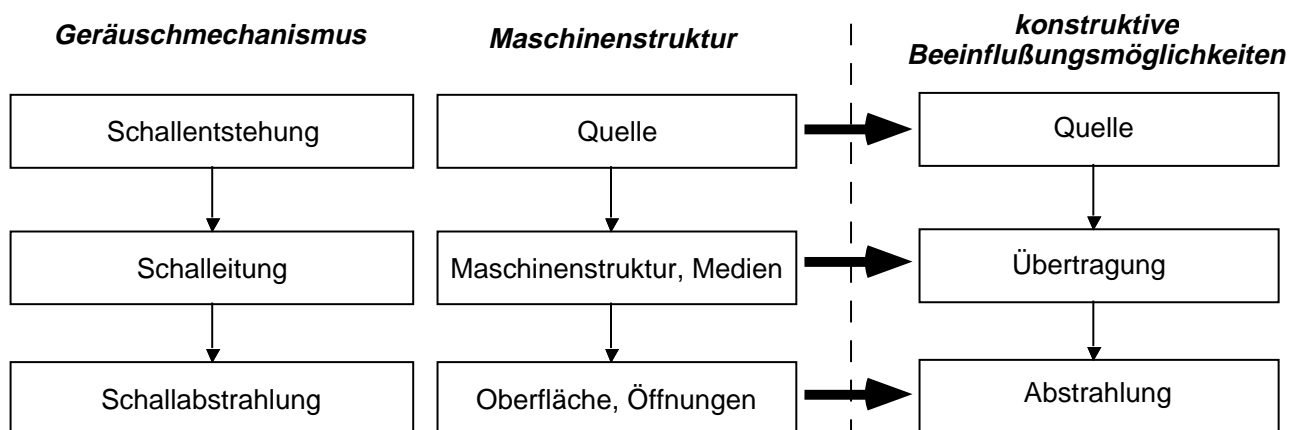 Geräuschmechanismus
Maschinenstruktur
konstruktive
Beeinflußungsmöglichkeiten
Schallentstehung
Quelle
Quelle
Schalleitung
Maschinenstruktur, Medien
Übertragung
Schallabstrahlung
Oberfläche, Öffnungen
Abstrahlung